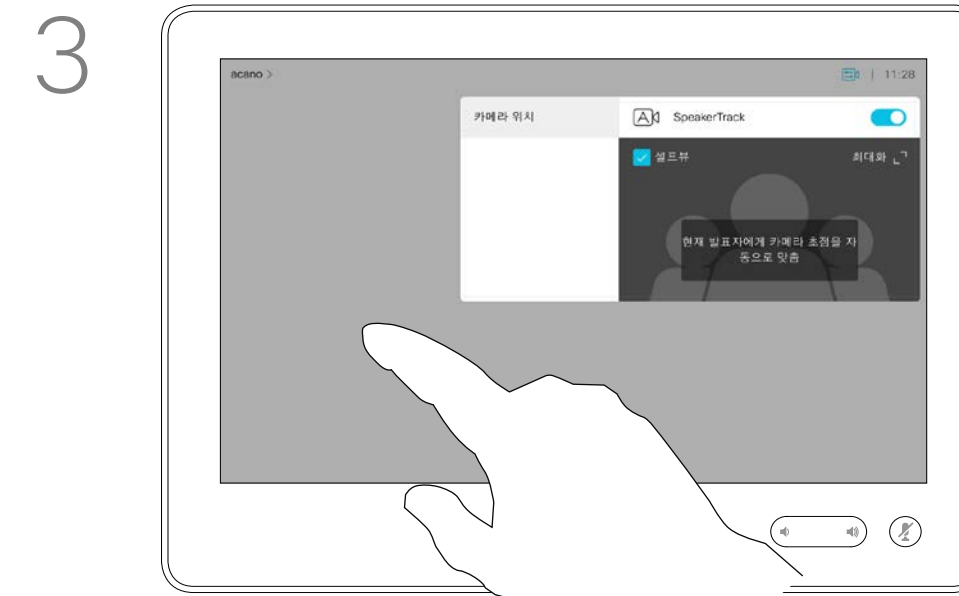 3
acano >
11:28
카메라 위치
SpeakerTrack
셀프뷰
최대화
현재 발표자에게 카메라 초점을 자
동으로 맞춤